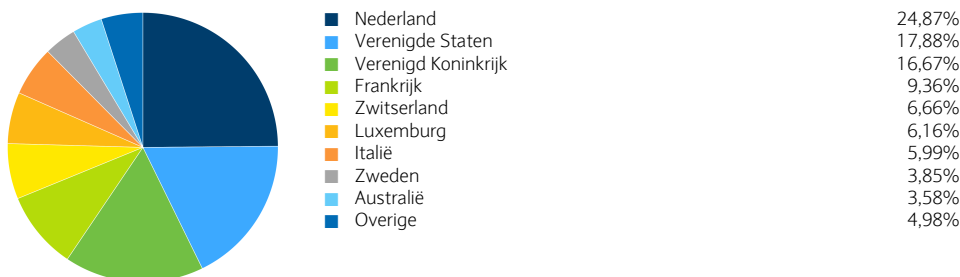 Nederland 24,87%
Verenigde Staten 17,88%
Verenigd Koninkrijk 16,67%
Frankrijk 9,36%
Zwitserland 6,66%
Luxemburg 6,16%
Italië 5,99%
Zweden 3,85%
Australië 3,58%
Overige 4,98%